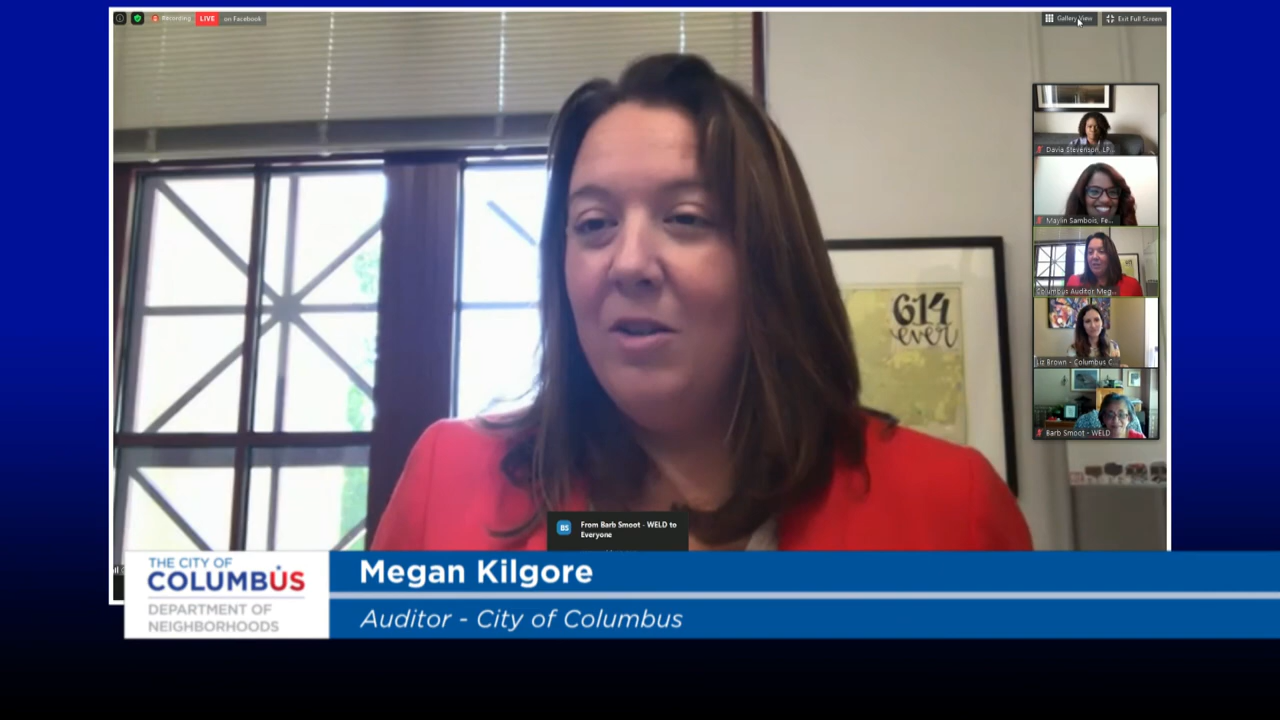 Recording
LIVE
on Facebook
Gallery View
Exit Full Screen
Davia Stevenson, LP...
Maylin Sambois, Fe...
Columbus Auditor Meg...
Liz Brown - Columbus C...
Barb Smoot - WELD
614
ever
BS
From Barb Smoot - WELD to
Everyone
THE CITY OF
COLUMBUS
DEPARTMENT OF
NEIGHBORHOODS
Megan Kilgore
Auditor - City of Columbus